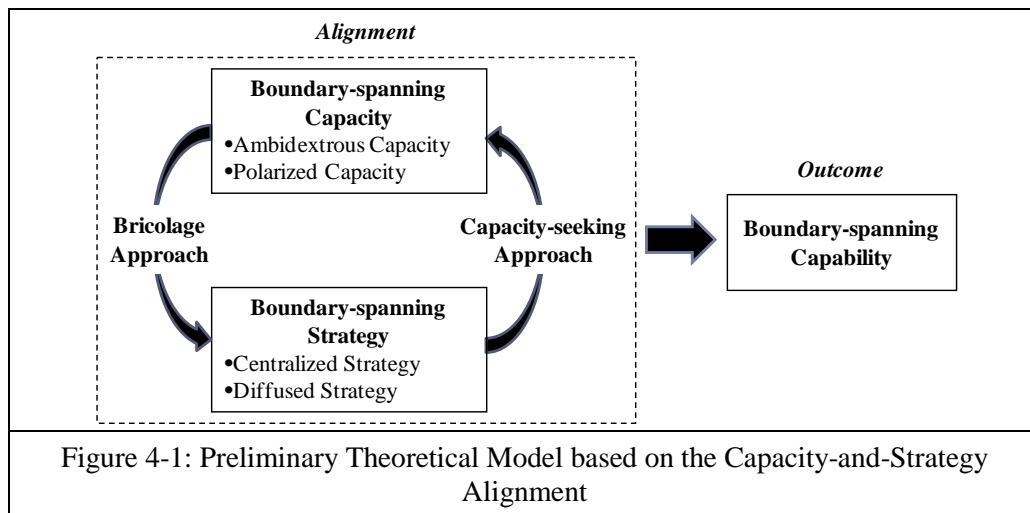 Alignment
Boundary-spanning
Capacity
•Ambidextrous Capacity
•Polarized Capacity
Bricolage
Approach
Capacity-seeking
Approach
Boundary-spanning
Strategy
•Centralized Strategy
•Diffused Strategy
Outcome
Boundary-spanning
Capability
Figure 4-1: Preliminary Theoretical Model based on the Capacity-and-Strategy
Alignment